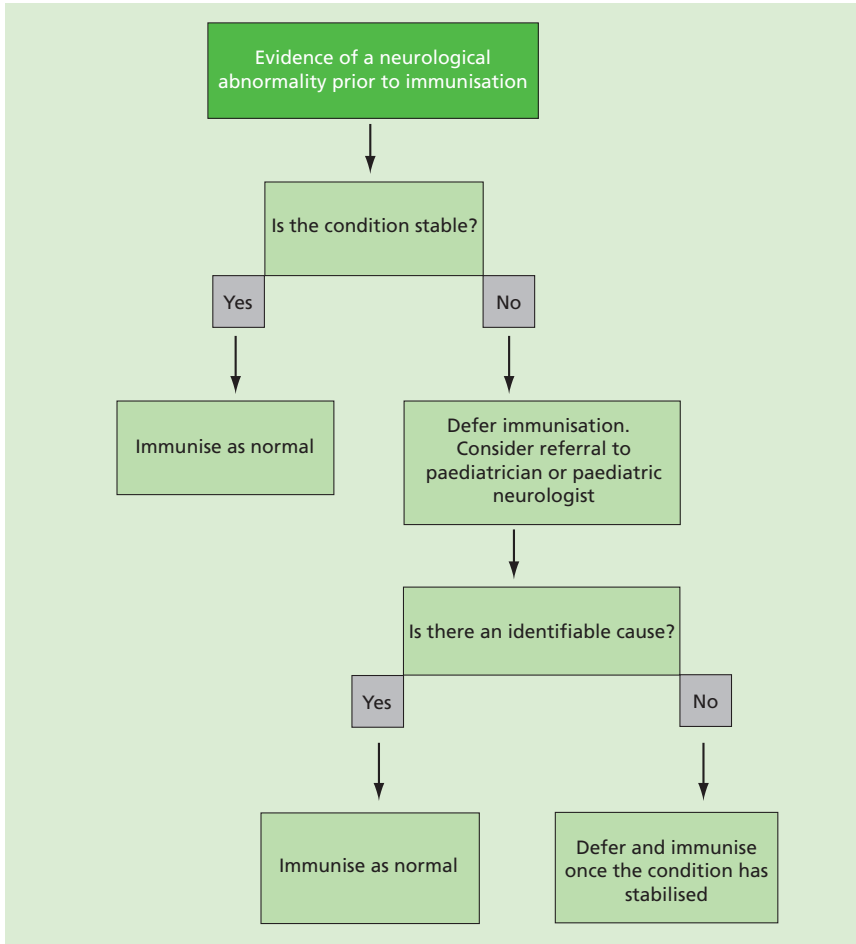 Evidence of a neurological
abnormality prior to immunisation
Is the condition stable?
Yes
No
Immunise as normal
Defer immunisation.
Consider referral to
paediatrician or paediatric
neurologist
Is there an identifiable cause?
Yes
No
Immunise as normal
Defer and immunise
once the condition has
stabilised